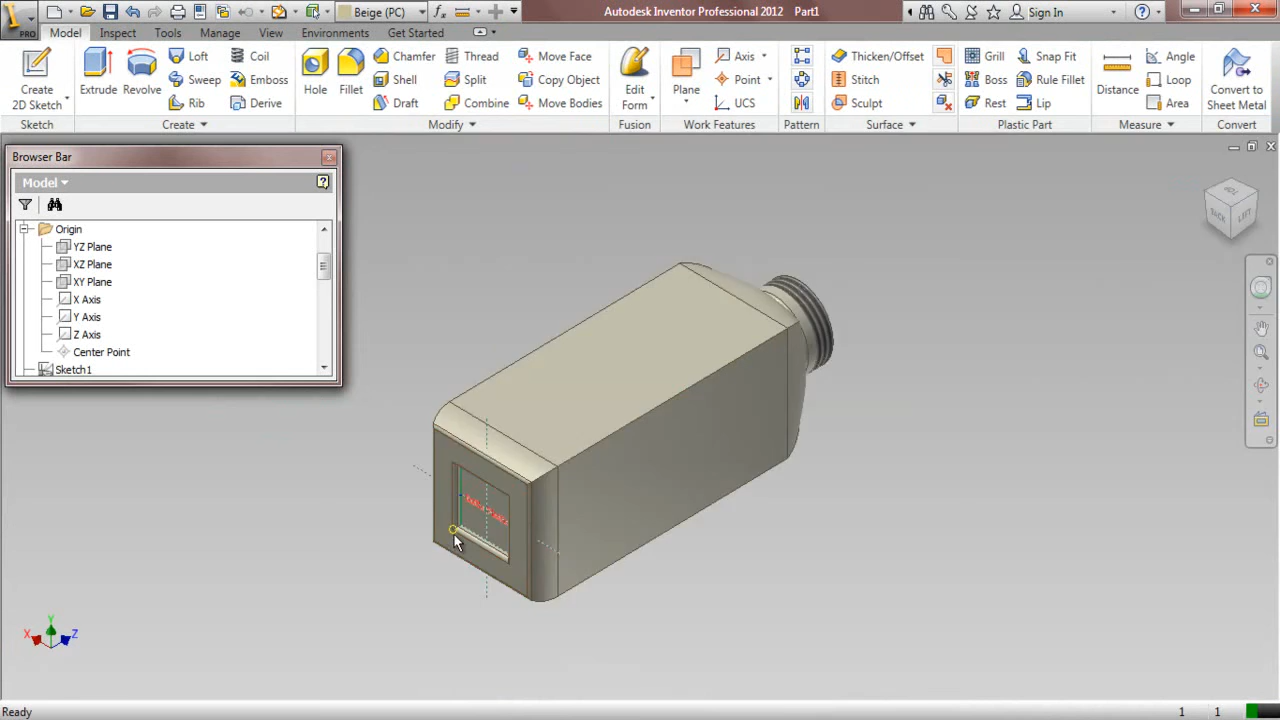 PRO
Beige (PC)
Autodesk Inventor Professional 2012 Part1
Sign In
Model Inspect Tools Manage View Environments Get Started
Create
2D Sketch
Extrude
Revolve
Loft
Sweep
Rib
Coil
Emboss
Derive
Hole
Fillet
Chamfer
Shell
Draft
Thread
Split
Combine
Move Face
Copy Object
Move Bodies
Edit
Form
Plane
Axis
Point
UCS
Thicken/Offset
Stitch
Sculpt
Grill
Boss
Rest
Snap Fit
Rule Fillet
Lip
Distance
Angle
Loop
Area
Convert to
Sheet Metal
Sketch Create Modify Fusion Work Features Pattern Surface Plastic Part Measure Convert
Browser Bar
Model
Origin
YZ Plane
XZ Plane
XY Plane
X Axis
Y Axis
Z Axis
Center Point
Sketch1
TOP
BACK
LEFT
X
Y
Z
Ready
1 1